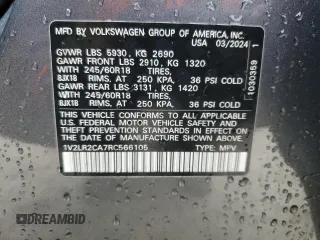 MFD. BY VOLKSWAGEN GROUP OF AMERICA, INC.
USA 03/2024
GVWR LBS 5930, KG 2690
GAWR FRONT LBS 2910, KG 1320
WITH 245/60R18 TIRES,
8JX18 RIMS, AT 250 KPA, 36 PSI COLD
GAWR REAR LBS 3131, KG 1420
WITH 245/60R18 TIRES,
8JX18 RIMS, AT 250 KPA, 36 PSI COLD
THIS VEHICLE CONFORMS TO ALL APPLICABLE
FEDERAL MOTOR VEHICLE SAFETY
STANDARDS IN EFFECT ON THE DATE OF
MANUFACTURE SHOWN ABOVE.
1V2LR2CA7RC566105 TYPE: MPV
DREAMBID